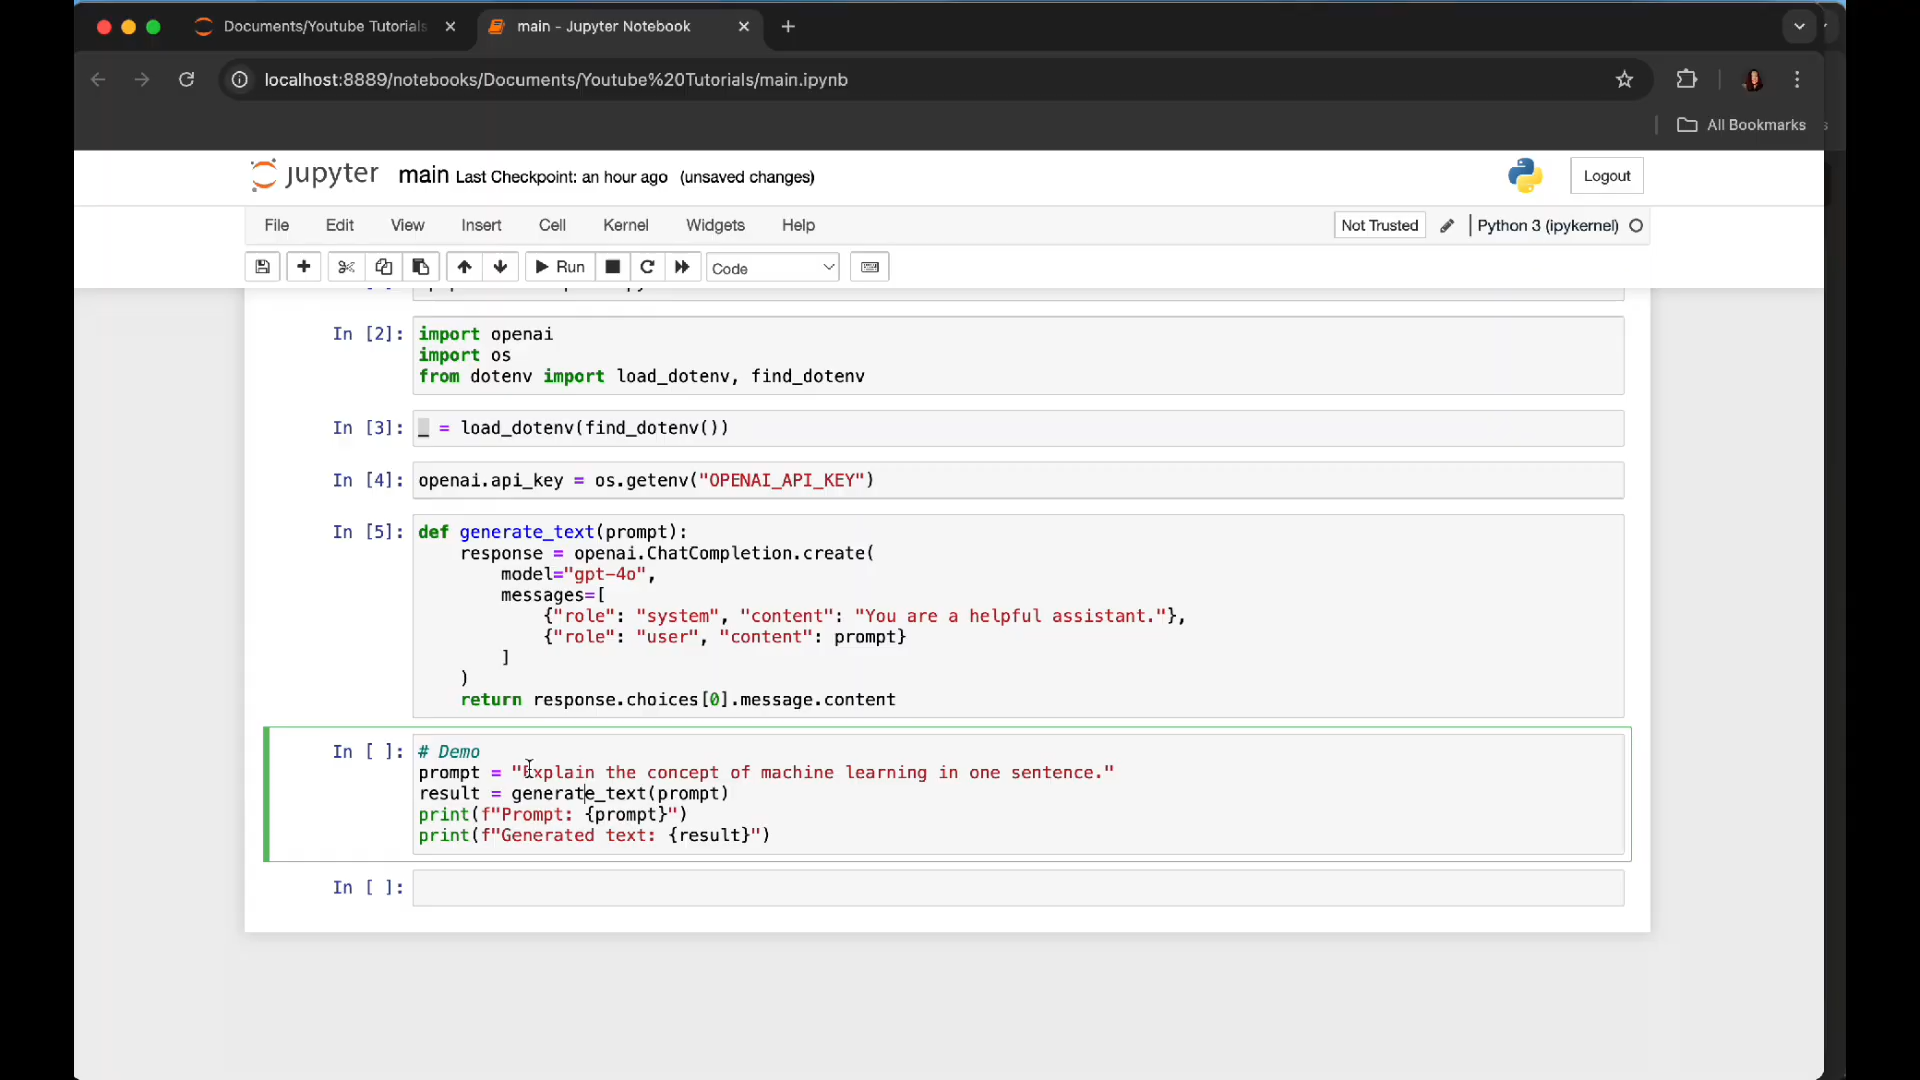 Documents/Youtube Tutorials
main - Jupyter Notebook
localhost:8889/notebooks/Documents/Youtube%20Tutorials/main.ipynb
All Bookmarks
jupyter main Last Checkpoint: an hour ago (unsaved changes)
Logout
File Edit View Insert Cell Kernel Widgets Help
Not Trusted
Python 3 (ipykernel)
Run
Code
In [2]: import openai
import os
from dotenv import load_dotenv, find_dotenv
In [3]: _ = load_dotenv(find_dotenv())
In [4]: openai.api_key = os.getenv("OPENAI_API_KEY")
In [5]: def generate_text(prompt):
response = openai.ChatCompletion.create(
model="gpt-4o",
messages=[
{"role": "system", "content": "You are a helpful assistant."},
{"role": "user", "content": prompt}
]
)
return response.choices[0].message.content
In [ ]: # Demo
prompt = "Explain the concept of machine learning in one sentence."
result = generate_text(prompt)
print(f"Prompt: {prompt}")
print(f"Generated text: {result}")
In [ ]: